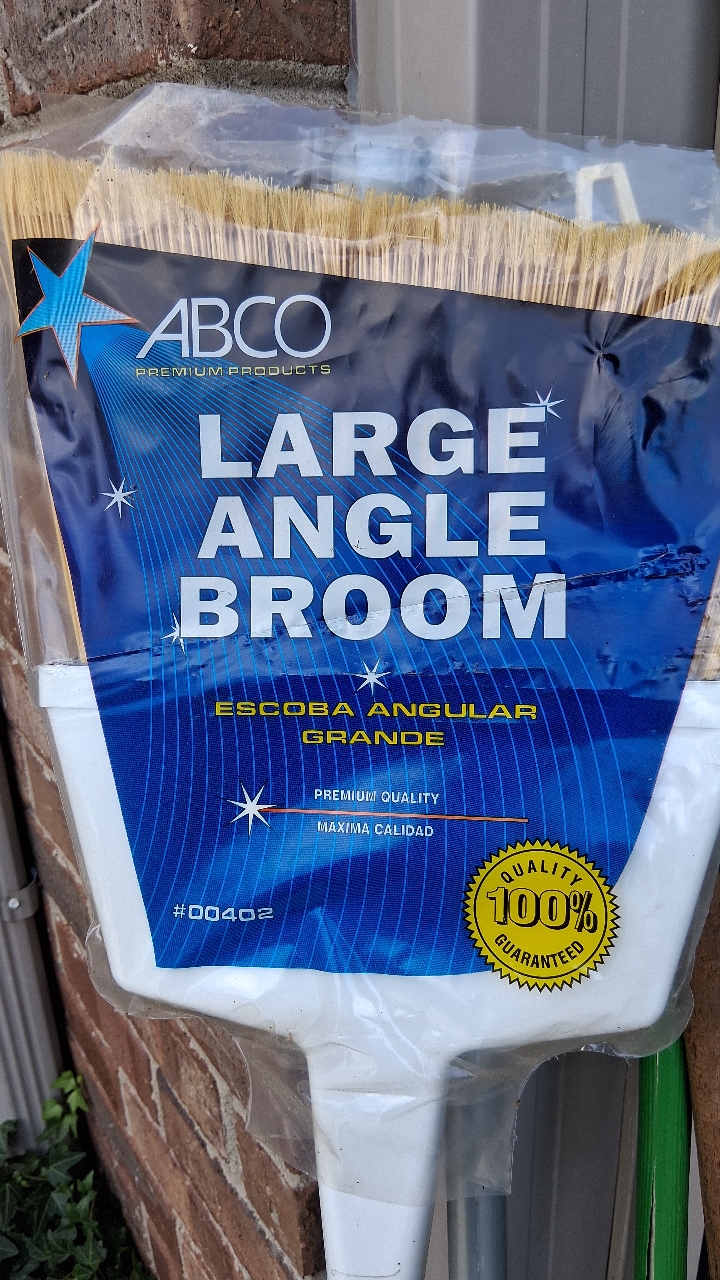 ABCO
PREMIUM PRODUCTS
LARGE
ANGLE
BROOM
ESCOBA ANGULAR
GRANDE
PREMIUM QUALITY
MAXIMA CALIDAD
#00402
QUALITY
100%
GUARANTEED